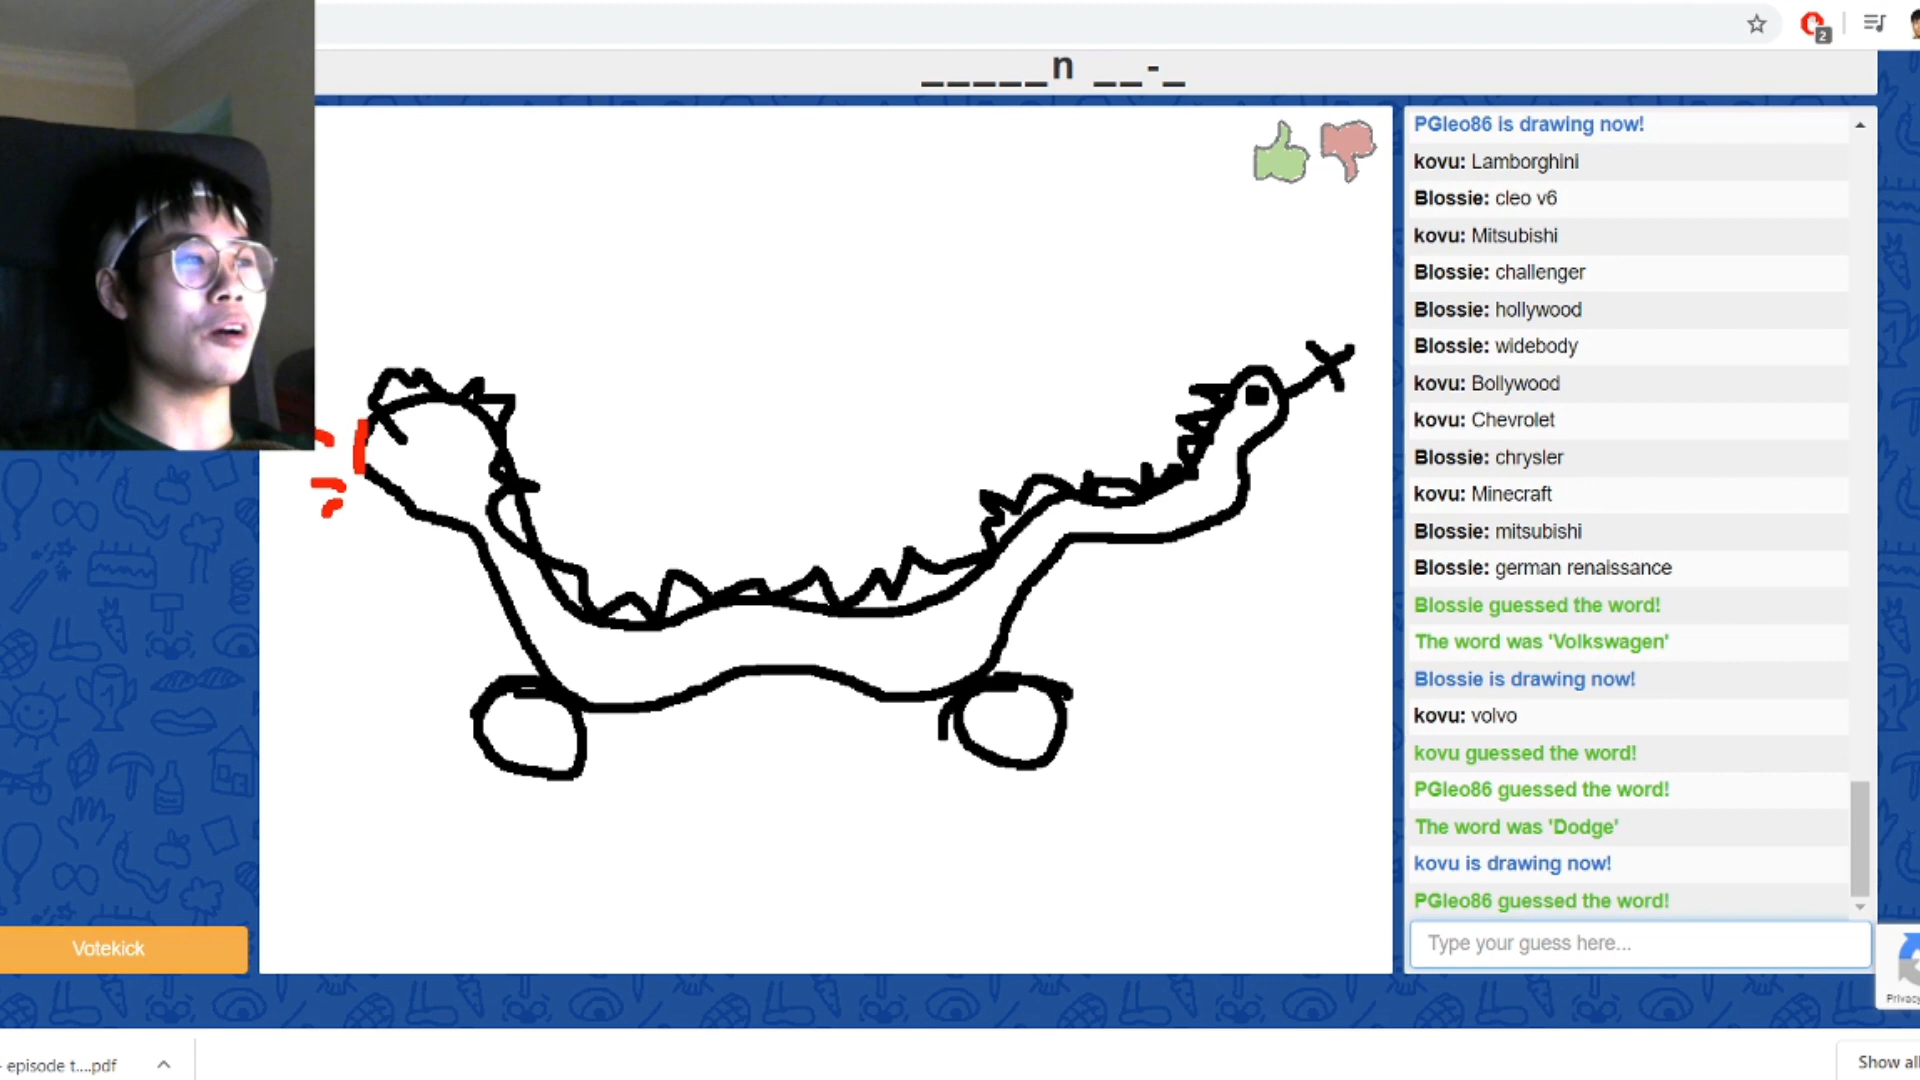 2
_____n __-_
PGleo86 is drawing now!
kovu: Lamborghini
Blossie: cleo v6
kovu: Mitsubishi
Blossie: challenger
Blossie: hollywood
Blossie: widebody
kovu: Bollywood
kovu: Chevrolet
Blossie: chrysler
kovu: Minecraft
Blossie: mitsubishi
Blossie: german renaissance
Blossie guessed the word!
The word was 'Volkswagen'
Blossie is drawing now!
kovu: volvo
kovu guessed the word!
PGleo86 guessed the word!
The word was 'Dodge'
kovu is drawing now!
PGleo86 guessed the word!
Type your guess here...
Votekick
Privacy
- episode t....pdf
Show all